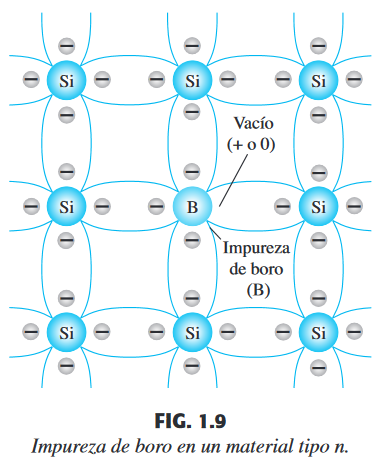 Si Si Si
Vacío
(+ o 0)
Si B Si
Impureza
de boro
(B)
Si Si Si
FIG. 1.9
Impureza de boro en un material tipo n.